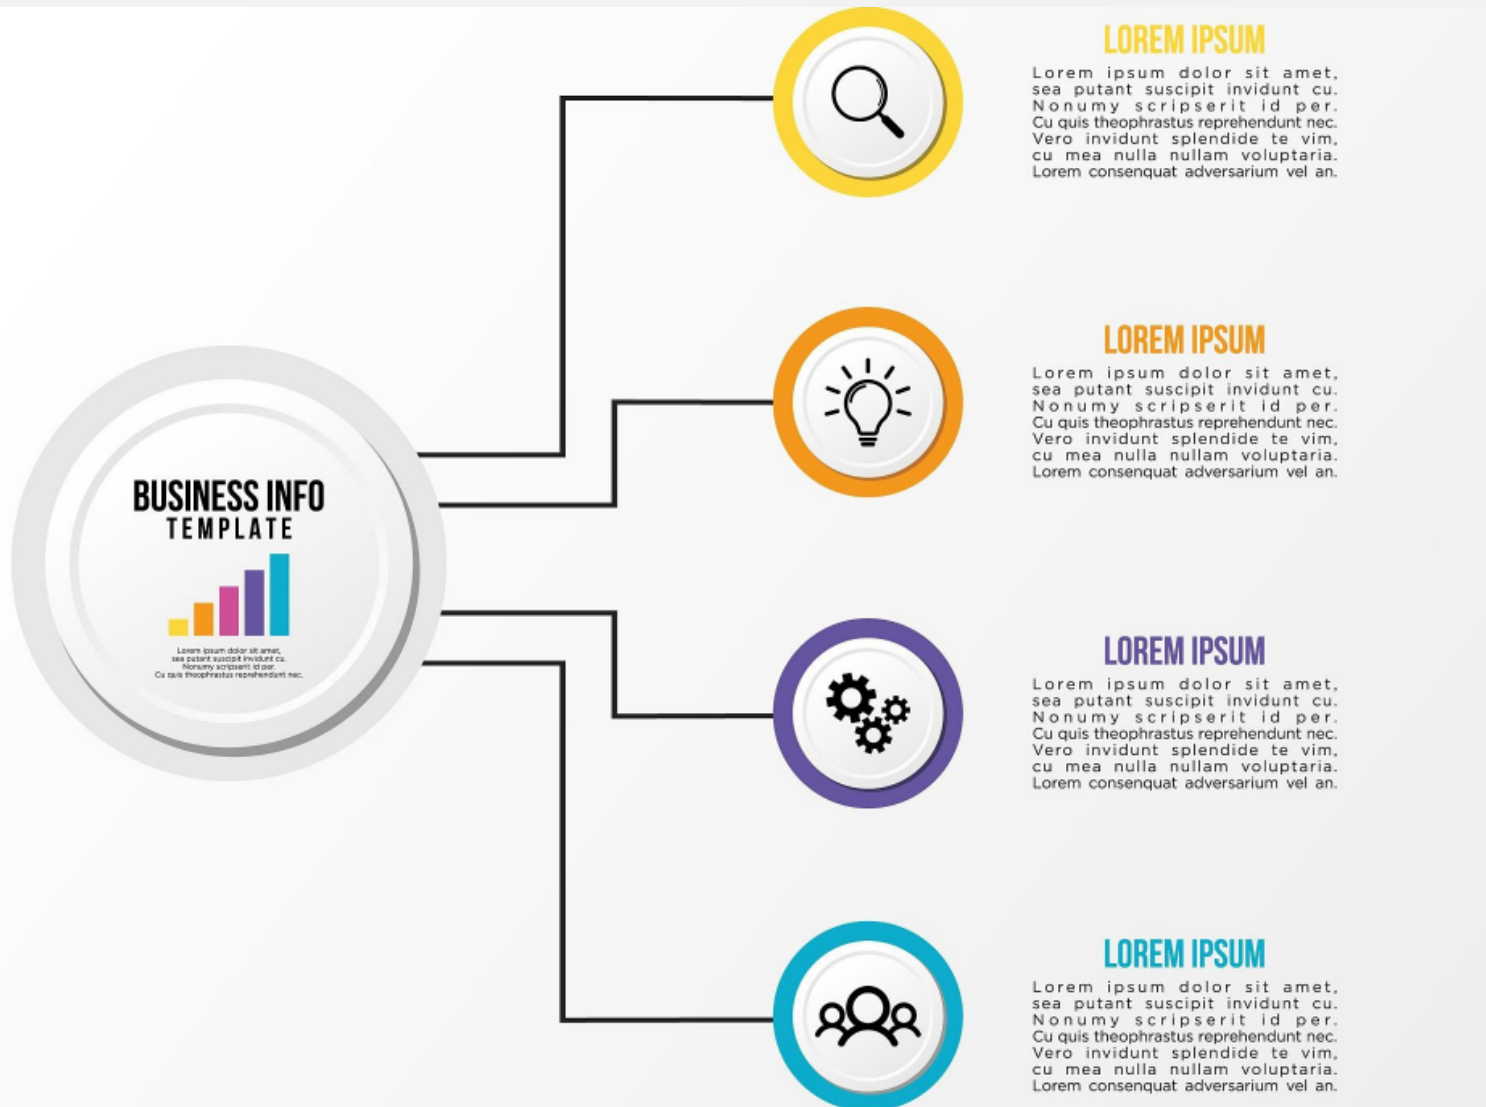 BUSINESS INFO
TEMPLATE
Lorem ipsum dolor sit amet,
sea putant suscipit invidunt cu.
Nonumy scripserit id per.
Cu quis theophrastus reprehendunt nec.
LOREM IPSUM
Lorem ipsum dolor sit amet,
sea putant suscipit invidunt cu.
Nonumy scripserit id per.
Cu quis theophrastus reprehendunt nec.
Vero invidunt splendide te vim,
cu mea nulla nullam voluptaria.
Lorem consenquat adversarium vel an.
LOREM IPSUM
Lorem ipsum dolor sit amet,
sea putant suscipit invidunt cu.
Nonumy scripserit id per.
Cu quis theophrastus reprehendunt nec.
Vero invidunt splendide te vim,
cu mea nulla nullam voluptaria.
Lorem consenquat adversarium vel an.
LOREM IPSUM
Lorem ipsum dolor sit amet,
sea putant suscipit invidunt cu.
Nonumy scripserit id per.
Cu quis theophrastus reprehendunt nec.
Vero invidunt splendide te vim,
cu mea nulla nullam voluptaria.
Lorem consenquat adversarium vel an.
LOREM IPSUM
Lorem ipsum dolor sit amet,
sea putant suscipit invidunt cu.
Nonumy scripserit id per.
Cu quis theophrastus reprehendunt nec.
Vero invidunt splendide te vim,
cu mea nulla nullam voluptaria.
Lorem consenquat adversarium vel an.